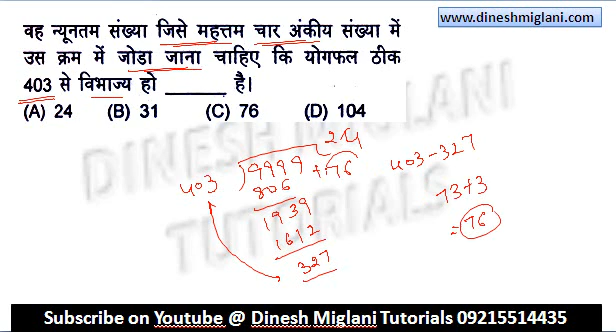 www.dineshmiglani.com
वह न्यूनतम संख्या जिसे महत्तम चार अंकीय संख्या में
उस क्रम में जोडा जाना चाहिए कि योगफल ठीक
403 से विभाज्य हो ______ है।
(A) 24 (B) 31 (C) 76 (D) 104
24
403 ) 9999 + 76
806
1939
1612
327
403-327
73+3
= 76
DINESH MIGLANI
TUTORIALS
Subscribe on Youtube @ Dinesh Miglani Tutorials 09215514435